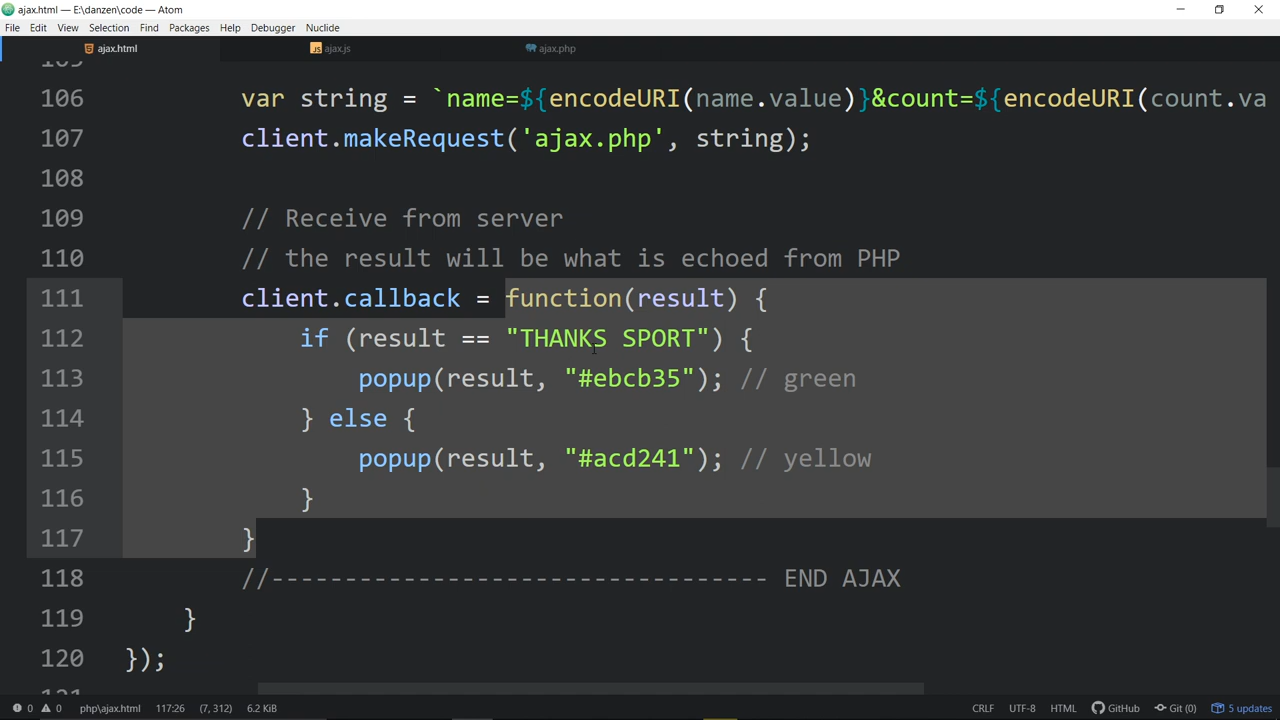 ajax.html — E:\danzen\code — Atom
File Edit View Selection Find Packages Help Debugger Nuclide
ajax.html ajax.js ajax.php
105
106 var string = `name=${encodeURI(name.value)}&count=${encodeURI(count.va
107 client.makeRequest('ajax.php', string);
108
109 // Receive from server
110 // the result will be what is echoed from PHP
111 client.callback = function(result) {
112 if (result == "THANKS SPORT") {
113 popup(result, "#ebcb35"); // green
114 } else {
115 popup(result, "#acd241"); // yellow
116 }
117 }
118 //---------------------------------- END AJAX
119 }
120 });
0 0 php\ajax.html 117:26 (7, 312) 6.2 KiB CRLF UTF-8 HTML GitHub Git (0) 5 updates